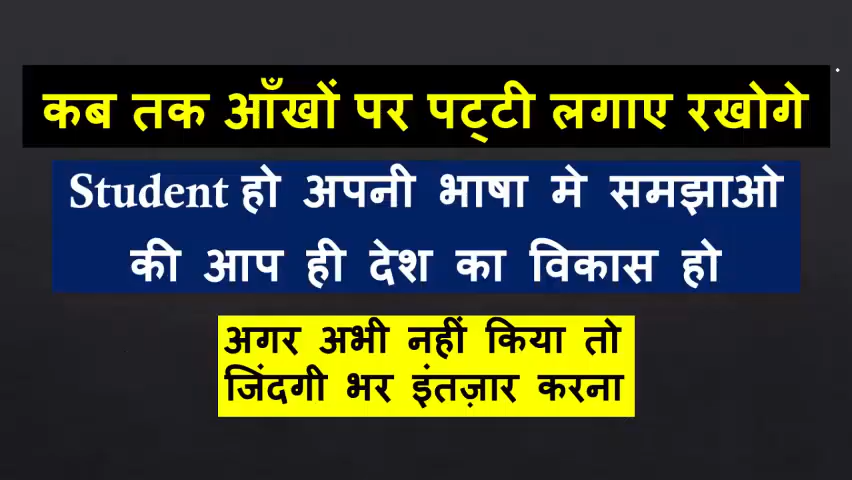 कब तक आँखों पर पट्टी लगाए रखोगे
Student हो अपनी भाषा मे समझाओ
की आप ही देश का विकास हो
अगर अभी नहीं किया तो
जिंदगी भर इंतज़ार करना